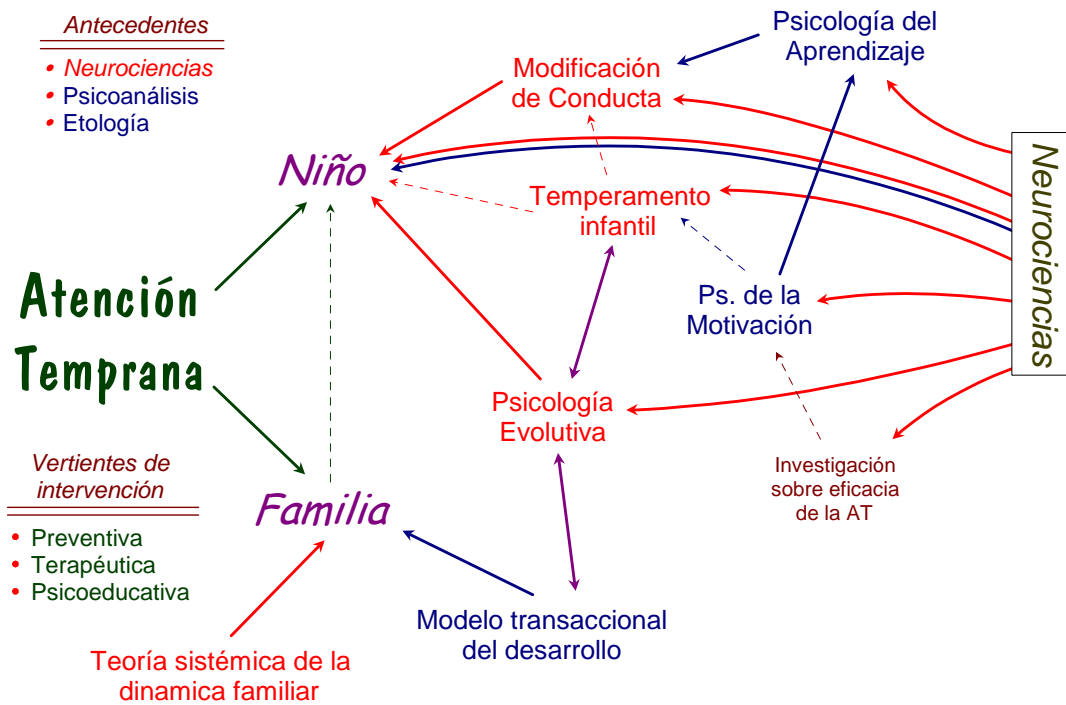 Antecedentes
• Neurociencias
• Psicoanálisis
• Etología
Psicología del
Aprendizaje
Modificación
de Conducta
Niño
Temperamento
infantil
Neurociencias
Atención
Temprana
Ps. de la
Motivación
Psicología
Evolutiva
Vertientes de
intervención
• Preventiva
• Terapéutica
• Psicoeducativa
Familia
Investigación
sobre eficacia
de la AT
Modelo transaccional
del desarrollo
Teoría sistémica de la
dinamica familiar